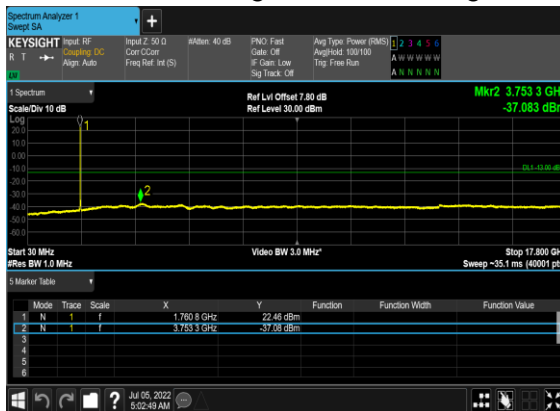 Spectrum Analyzer 1
Swept SA
KEYSIGHT Input: RF Input Z: 50 Ω #Atten: 40 dB PNO: Fast Avg Type: Power (RMS) 1 2 3 4 5 6
R T Coupling: DC Corr CCorr Gate: Off Avg|Hold: 100/100 A W W W W W
Align: Auto Freq Ref: Int (S) IF Gain: Low Trig: Free Run
LXI Sig Track: Off A N N N N N
1 Spectrum Ref Lvl Offset 7.80 dB Mkr2 3.753 3 GH
Scale/Div 10 dB Ref Level 30.00 dBm -37.083 dB
Log
20.0 1
10.0
0.00
-10.0 DL1 -13.00 dB
-20.0
-30.0 2
-40.0
-50.0
-60.0
Start 30 MHz Video BW 3.0 MHz* Stop 17.800 GH
#Res BW 1.0 MHz Sweep ~35.1 ms (40001 pt
5 Marker Table
Mode Trace Scale X Y Function Function Width Function Value
1 N 1 f 1.760 8 GHz 22.46 dBm
2 N 1 f 3.753 3 GHz -37.08 dBm
3
4
5
6
? Jul 05, 2022
5:02:49 AM